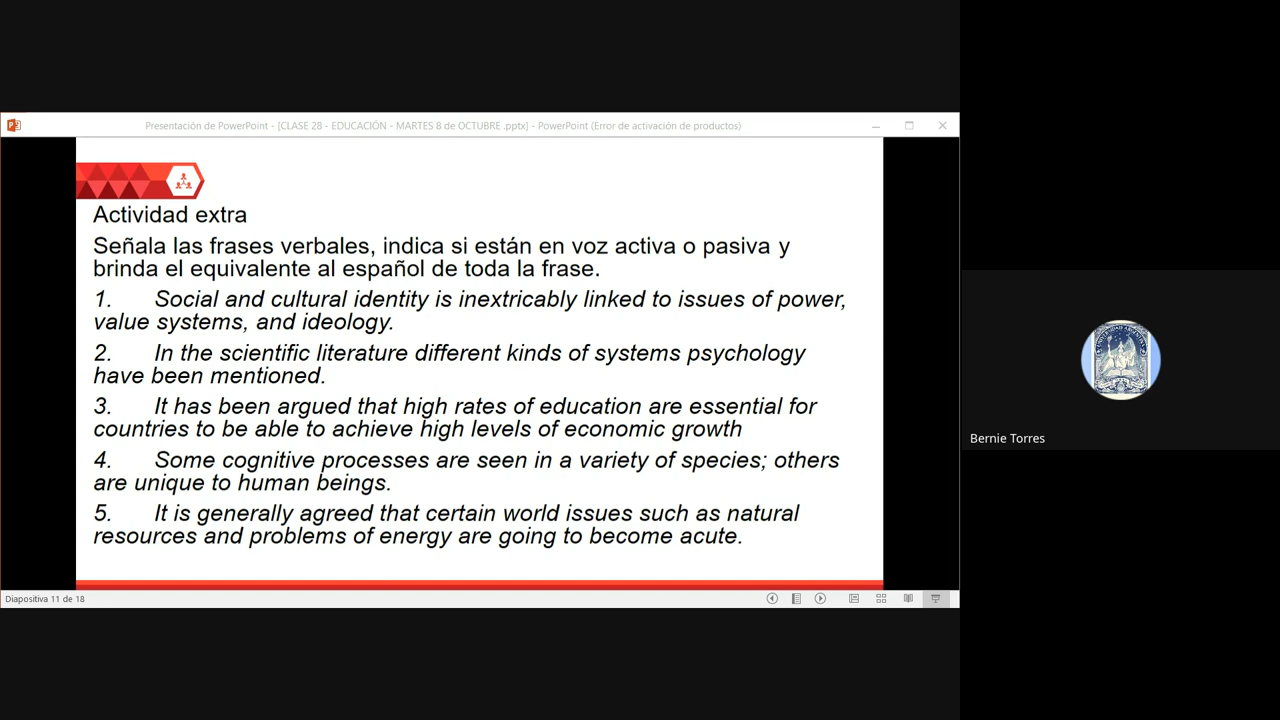 Presentación de PowerPoint - [CLASE 28 - EDUCACIÓN - MARTES 8 de OCTUBRE .pptx] - PowerPoint (Error de activación de productos)
Actividad extra
Señala las frases verbales, indica si están en voz activa o pasiva y
brinda el equivalente al español de toda la frase.
1. Social and cultural identity is inextricably linked to issues of power,
value systems, and ideology.
2. In the scientific literature different kinds of systems psychology
have been mentioned.
3. It has been argued that high rates of education are essential for
countries to be able to achieve high levels of economic growth
4. Some cognitive processes are seen in a variety of species; others
are unique to human beings.
5. It is generally agreed that certain world issues such as natural
resources and problems of energy are going to become acute.
Bernie Torres
Diapositiva 11 de 18